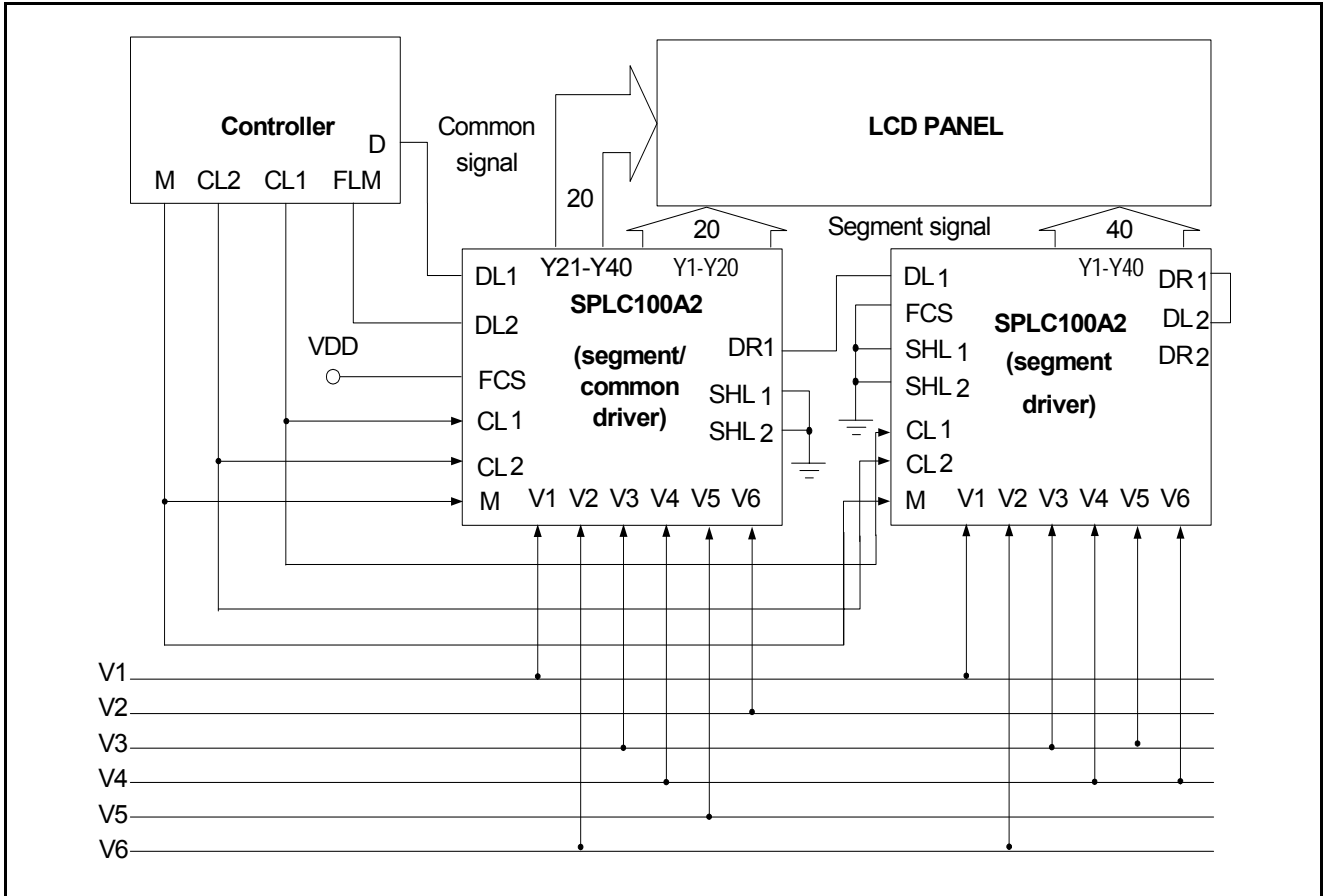 Controller
D
M CL2 CL1 FLM
Common
signal
20
LCD PANEL
20
Segment signal
40
DL1
Y21-Y40
Y1-Y20
SPLC100A2
DL2
(segment/
common
driver)
DR1
VDD
FCS
SHL 1
SHL 2
CL 1
CL 2
M V1 V2 V3 V4 V5 V6
DL 1
Y1-Y40
DR 1
FCS
SPLC100A2
DL 2
SHL 1
(segment
DR2
SHL 2
driver)
CL 1
CL 2
M V1 V2 V3 V4 V5 V6
V1
V2
V3
V4
V5
V6